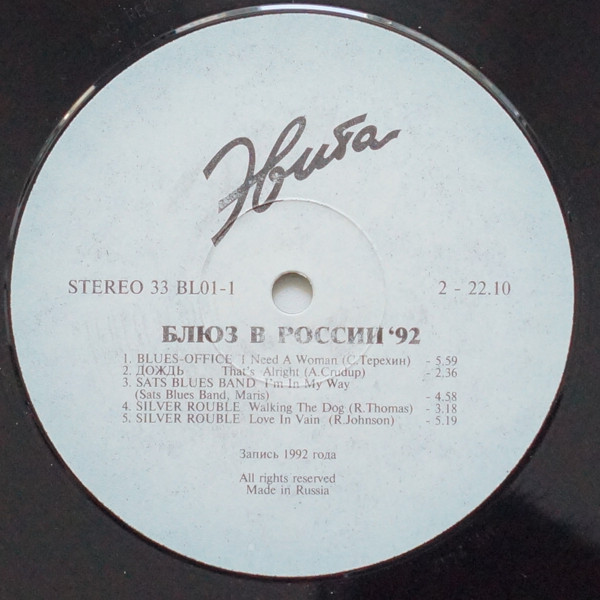 Эвита
STEREO 33 BL01-1 2 - 22.10
БЛЮЗ В РОССИИ '92
1. BLUES-OFFICE I Need A Woman (С.Терехин) - 5.59
2. ДОЖДЬ That's Alright (A.Crudup) - 2.36
3. SATS BLUES BAND I'm In My Way
(Sats Blues Band, Maris) - 4.58
4. SILVER ROUBLE Walking The Dog (R.Thomas) - 3.18
5. SILVER ROUBLE Love In Vain (R.Johnson) - 5.19
Запись 1992 года
All rights reserved
Made in Russia